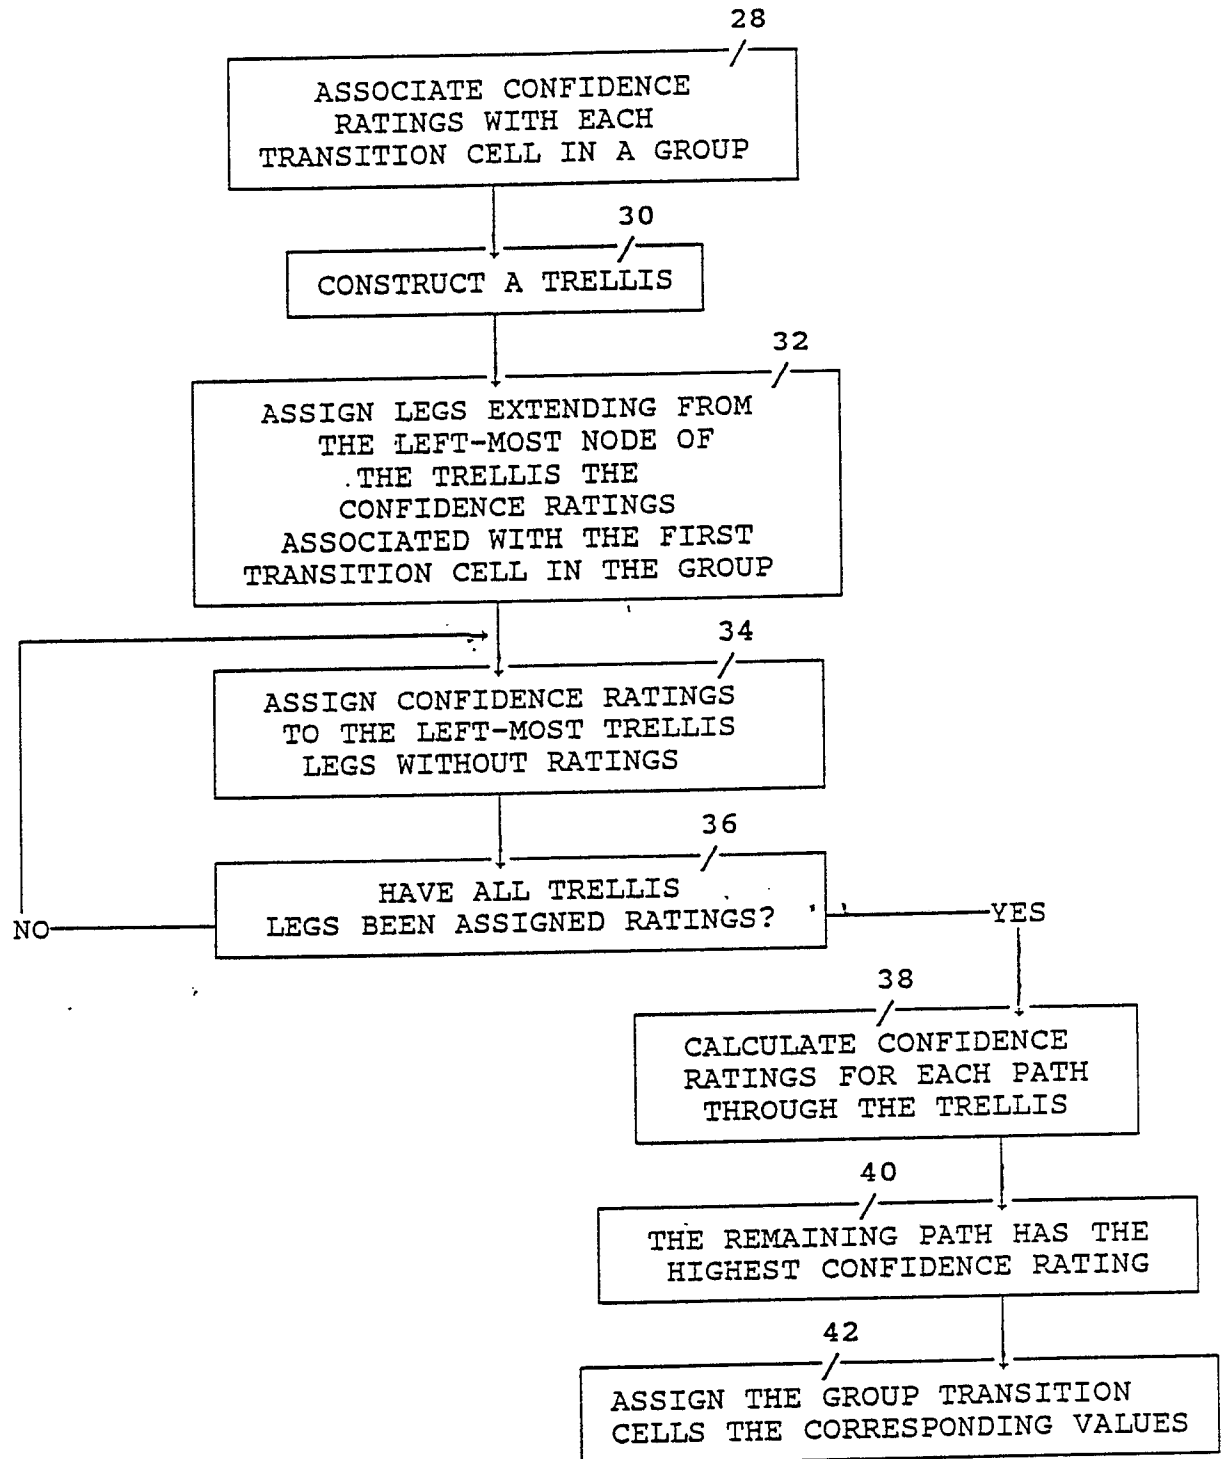 28
ASSOCIATE CONFIDENCE
RATINGS WITH EACH
TRANSITION CELL IN A GROUP
30
CONSTRUCT A TRELLIS
32
ASSIGN LEGS EXTENDING FROM
THE LEFT-MOST NODE OF
THE TRELLIS THE
CONFIDENCE RATINGS
ASSOCIATED WITH THE FIRST
TRANSITION CELL IN THE GROUP
34
ASSIGN CONFIDENCE RATINGS
TO THE LEFT-MOST TRELLIS
LEGS WITHOUT RATINGS
36
HAVE ALL TRELLIS
LEGS BEEN ASSIGNED RATINGS?
NO
YES
38
CALCULATE CONFIDENCE
RATINGS FOR EACH PATH
THROUGH THE TRELLIS
40
THE REMAINING PATH HAS THE
HIGHEST CONFIDENCE RATING
42
ASSIGN THE GROUP TRANSITION
CELLS THE CORRESPONDING VALUES